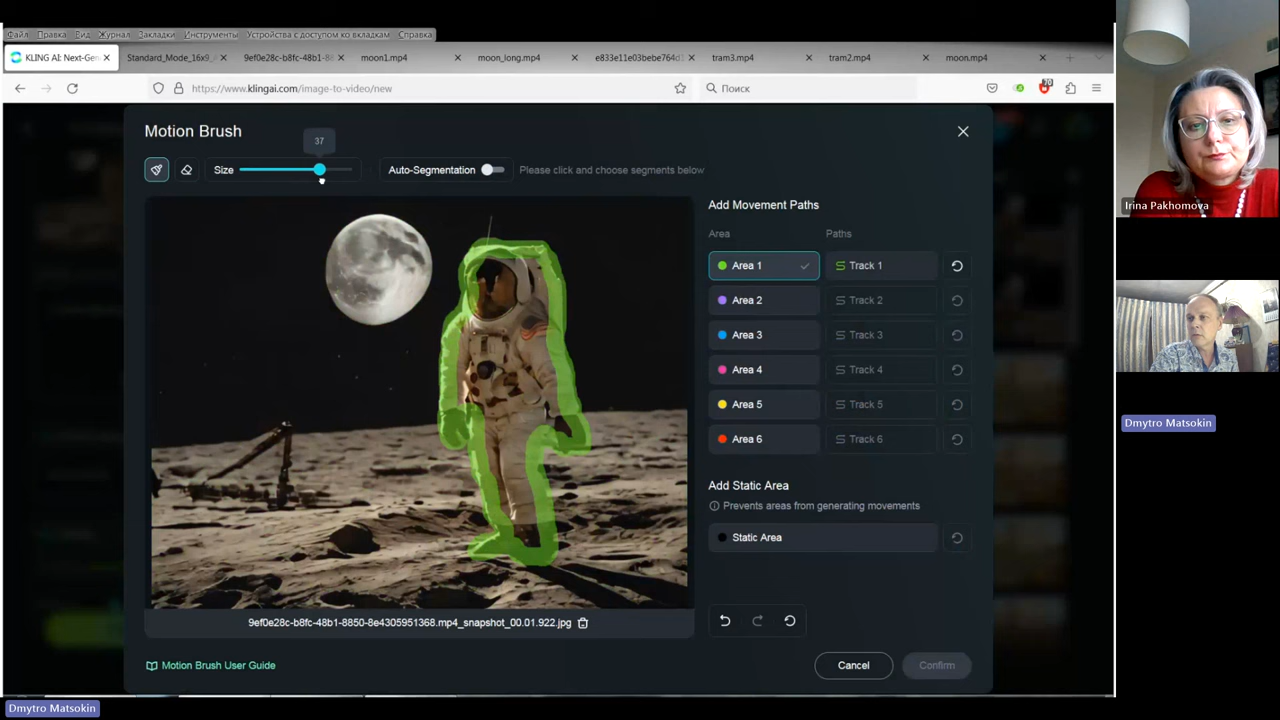 Файл Правка Вид Журнал Закладки Инструменты Устройства с доступом ко вкладкам Справка
KLING AI: Next-Gen Standard_Mode_16x9_ 9ef0e28c-b8fc-48b1-8 moon1.mp4 moon_long.mp4 e833e11e03bebe764d1 tram3.mp4 tram2.mp4 moon.mp4
https://www.klingai.com/image-to-video/new Поиск 70
Motion Brush
37
Size Auto-Segmentation Please click and choose segments below
Add Movement Paths
Area Paths
Area 1 Track 1
Area 2 Track 2
Area 3 Track 3
Area 4 Track 4
Area 5 Track 5
Area 6 Track 6
Add Static Area
Prevents areas from generating movements
Static Area
9ef0e28c-b8fc-48b1-8850-8e4305951368.mp4_snapshot_00.01.922.jpg
Motion Brush User Guide
Cancel Confirm
Irina Pakhomova
Dmytro Matsokin
Dmytro Matsokin